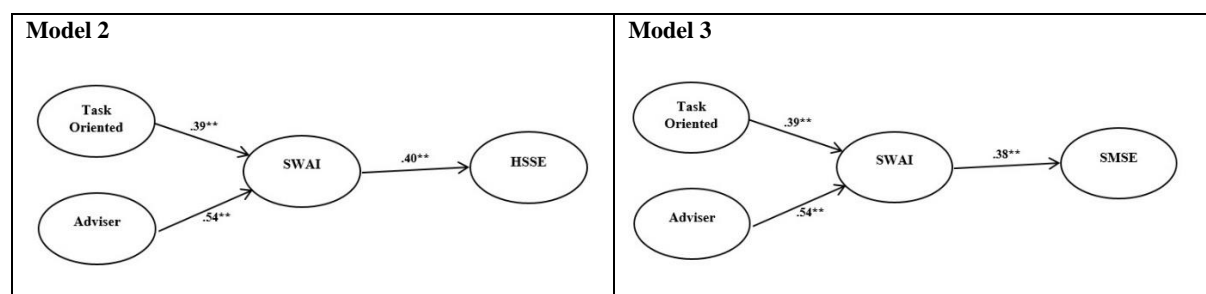 Model 2
Task
Oriented
.39**
SWAI
.40**
HSSE
Adviser
.54**
Model 3
Task
Oriented
.39**
SWAI
.38**
SMSE
Adviser
.54**